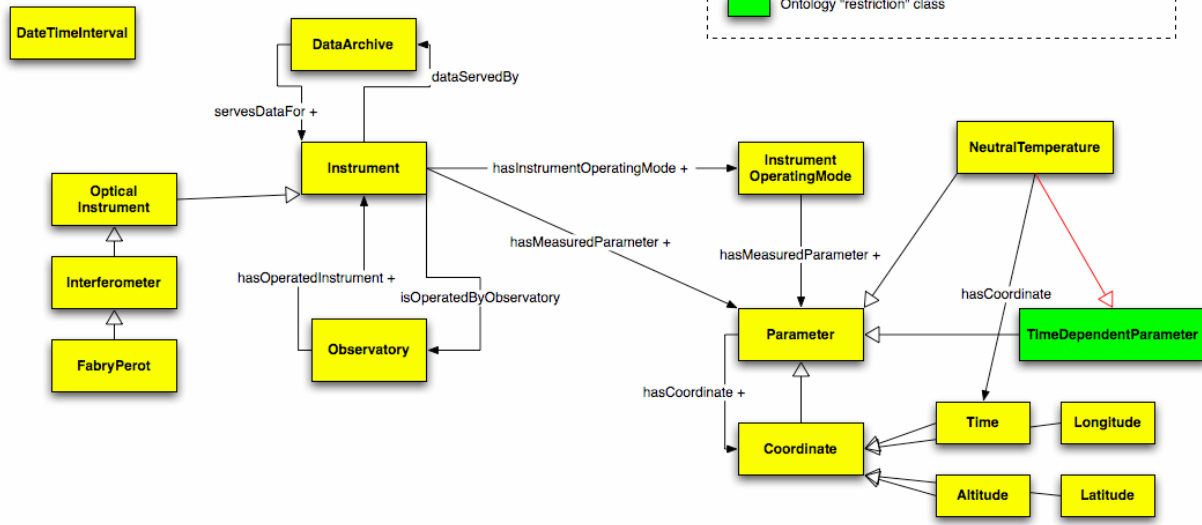 Ontology "restriction" class
DateTimeInterval
DataArchive
dataServedBy
servesDataFor +
Instrument
hasInstrumentOperatingMode +
Instrument
OperatingMode
NeutralTemperature
Optical
Instrument
hasMeasuredParameter +
hasMeasuredParameter +
Interferometer
hasOperatedInstrument +
isOperatedByObservatory
hasCoordinate
Observatory
Parameter
TimeDependentParameter
FabryPerot
hasCoordinate +
Time
Longitude
Coordinate
Altitude
Latitude